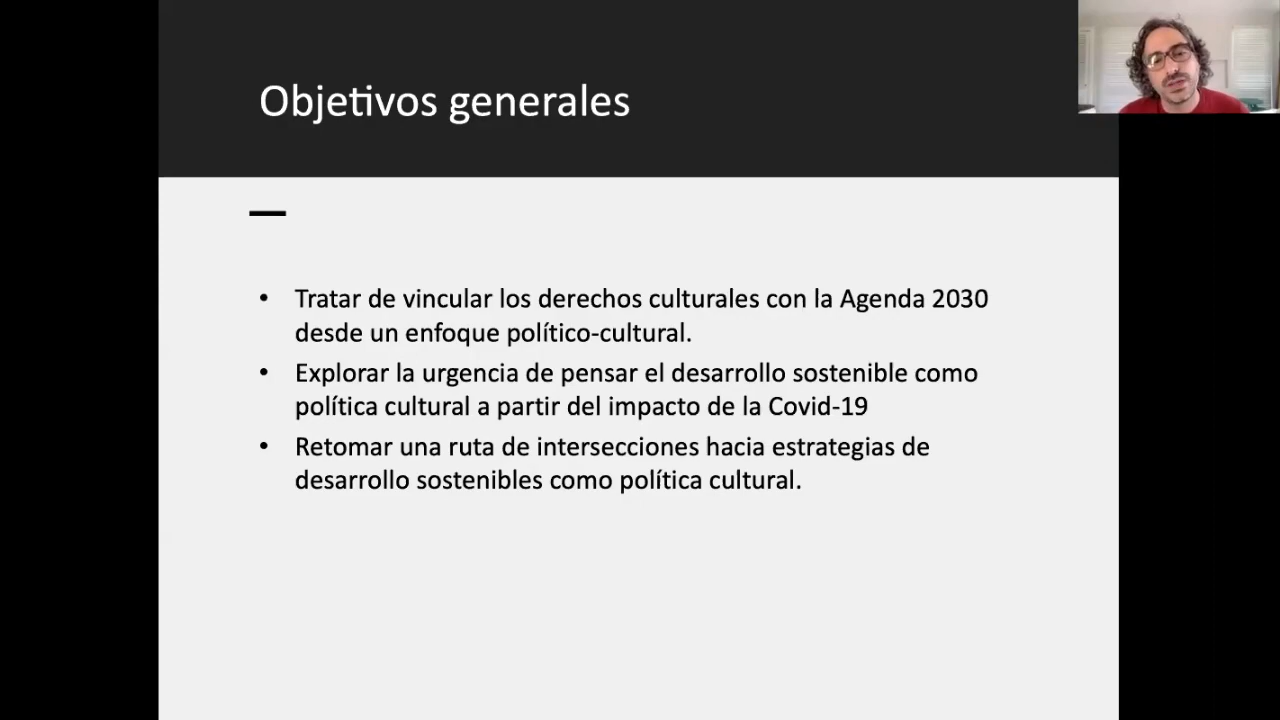 Objetivos generales
• Tratar de vincular los derechos culturales con la Agenda 2030
desde un enfoque político-cultural.
• Explorar la urgencia de pensar el desarrollo sostenible como
política cultural a partir del impacto de la Covid-19
• Retomar una ruta de intersecciones hacia estrategias de
desarrollo sostenibles como política cultural.